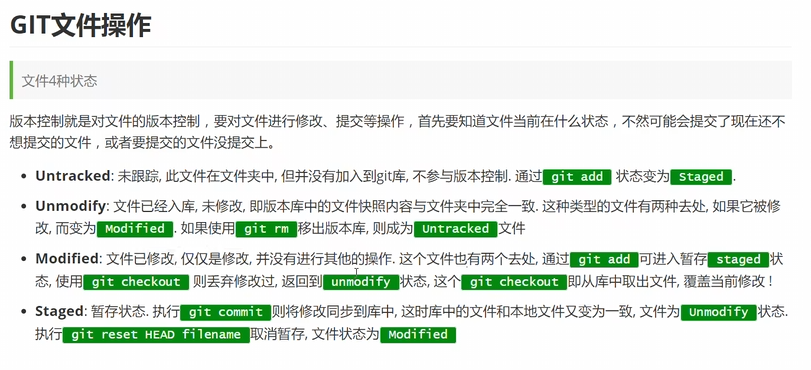 GIT文件操作
文件4种状态
版本控制就是对文件的版本控制，要对文件进行修改、提交等操作，首先要知道文件当前在什么状态，不然可能会提交了现在还不
想提交的文件，或者要提交的文件没提交上。
Untracked: 未跟踪, 此文件在文件夹中, 但并没有加入到git库, 不参与版本控制. 通过 git add 状态变为 Staged .
Unmodify: 文件已经入库, 未修改, 即版本库中的文件快照内容与文件夹中完全一致. 这种类型的文件有两种去处, 如果它被修
改, 而变为 Modified . 如果使用 git rm 移出版本库, 则成为 Untracked 文件
Modified: 文件已修改, 仅仅是修改, 并没有进行其他的操作. 这个文件也有两个去处, 通过 git add 可进入暂存 staged 状
态, 使用 git checkout 则丢弃修改过, 返回到 unmodify 状态, 这个 git checkout 即从库中取出文件, 覆盖当前修改 !
Staged: 暂存状态. 执行 git commit 则将修改同步到库中, 这时库中的文件和本地文件又变为一致, 文件为 Unmodify 状态.
执行 git reset HEAD filename 取消暂存, 文件状态为 Modified